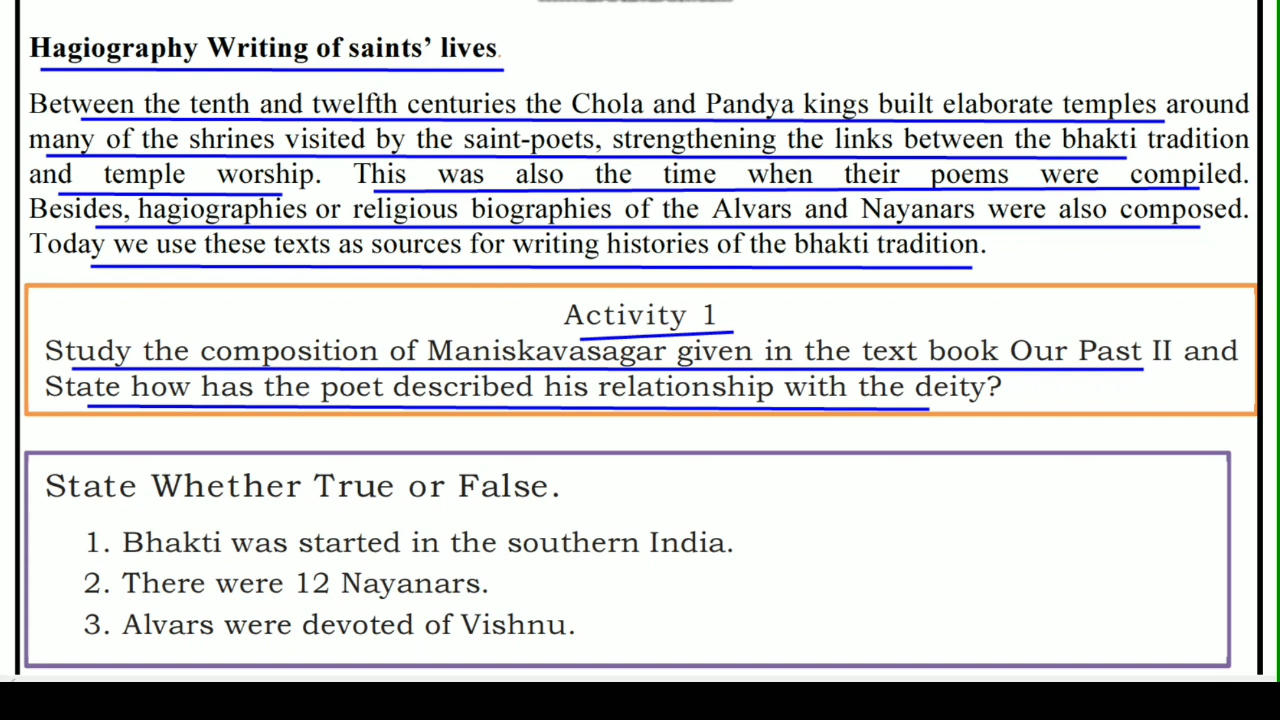 Hagiography Writing of saints’ lives.
Between the tenth and twelfth centuries the Chola and Pandya kings built elaborate temples around
many of the shrines visited by the saint-poets, strengthening the links between the bhakti tradition
and temple worship. This was also the time when their poems were compiled.
Besides, hagiographies or religious biographies of the Alvars and Nayanars were also composed.
Today we use these texts as sources for writing histories of the bhakti tradition.
Activity 1
Study the composition of Maniskavasagar given in the text book Our Past II and
State how has the poet described his relationship with the deity?
State Whether True or False.
1. Bhakti was started in the southern India.
2. There were 12 Nayanars.
3. Alvars were devoted of Vishnu.